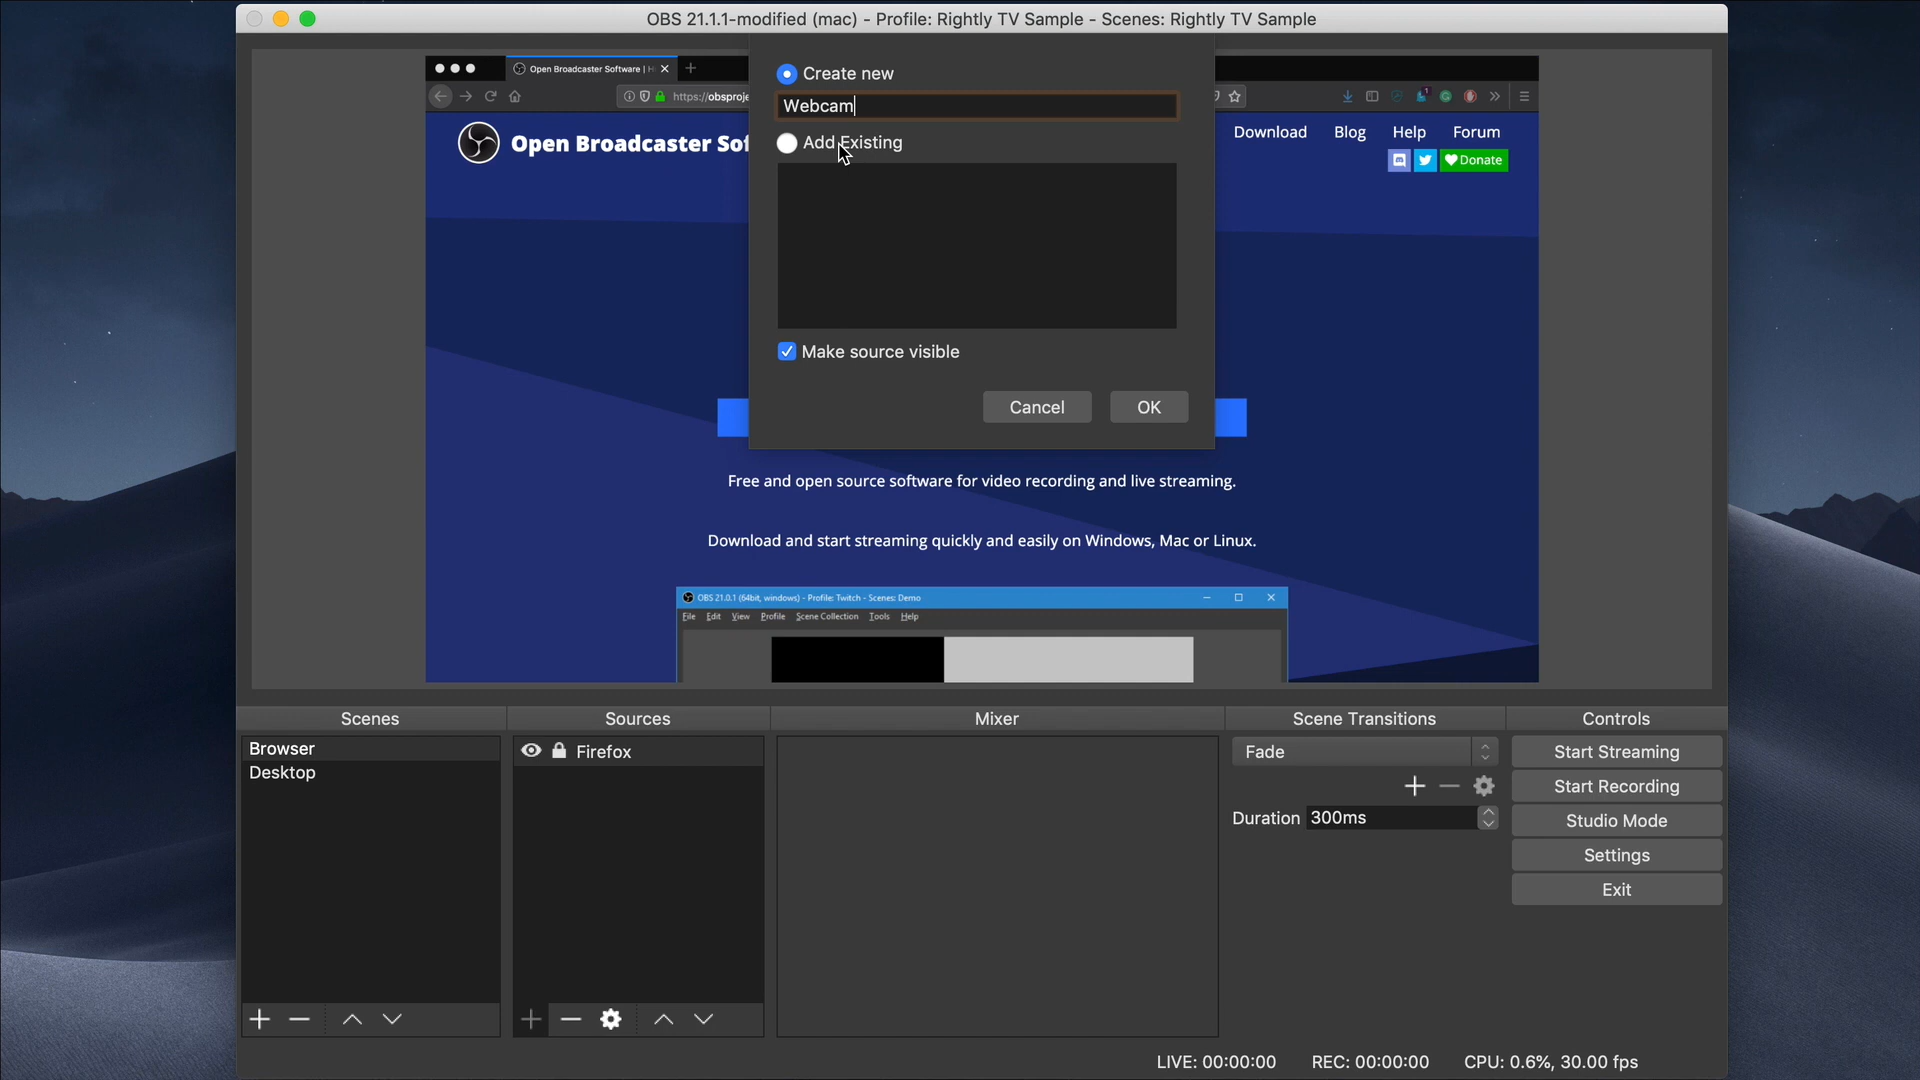 OBS 21.1.1-modified (mac) - Profile: Rightly TV Sample - Scenes: Rightly TV Sample
Open Broadcaster Software | H
https://obsproje
Create new
Webcam
Add Existing
Make source visible
Cancel
OK
Open Broadcaster Sof
Download
Blog
Help
Forum
Donate
Free and open source software for video recording and live streaming.
Download and start streaming quickly and easily on Windows, Mac or Linux.
OBS 21.0.1 (64bit, windows) - Profile: Twitch - Scenes: Demo
File Edit View Profile Scene Collection Tools Help
Scenes
Browser
Desktop
Sources
Firefox
Mixer
Scene Transitions
Fade
Duration 300ms
Controls
Start Streaming
Start Recording
Studio Mode
Settings
Exit
LIVE: 00:00:00
REC: 00:00:00
CPU: 0.6%, 30.00 fps